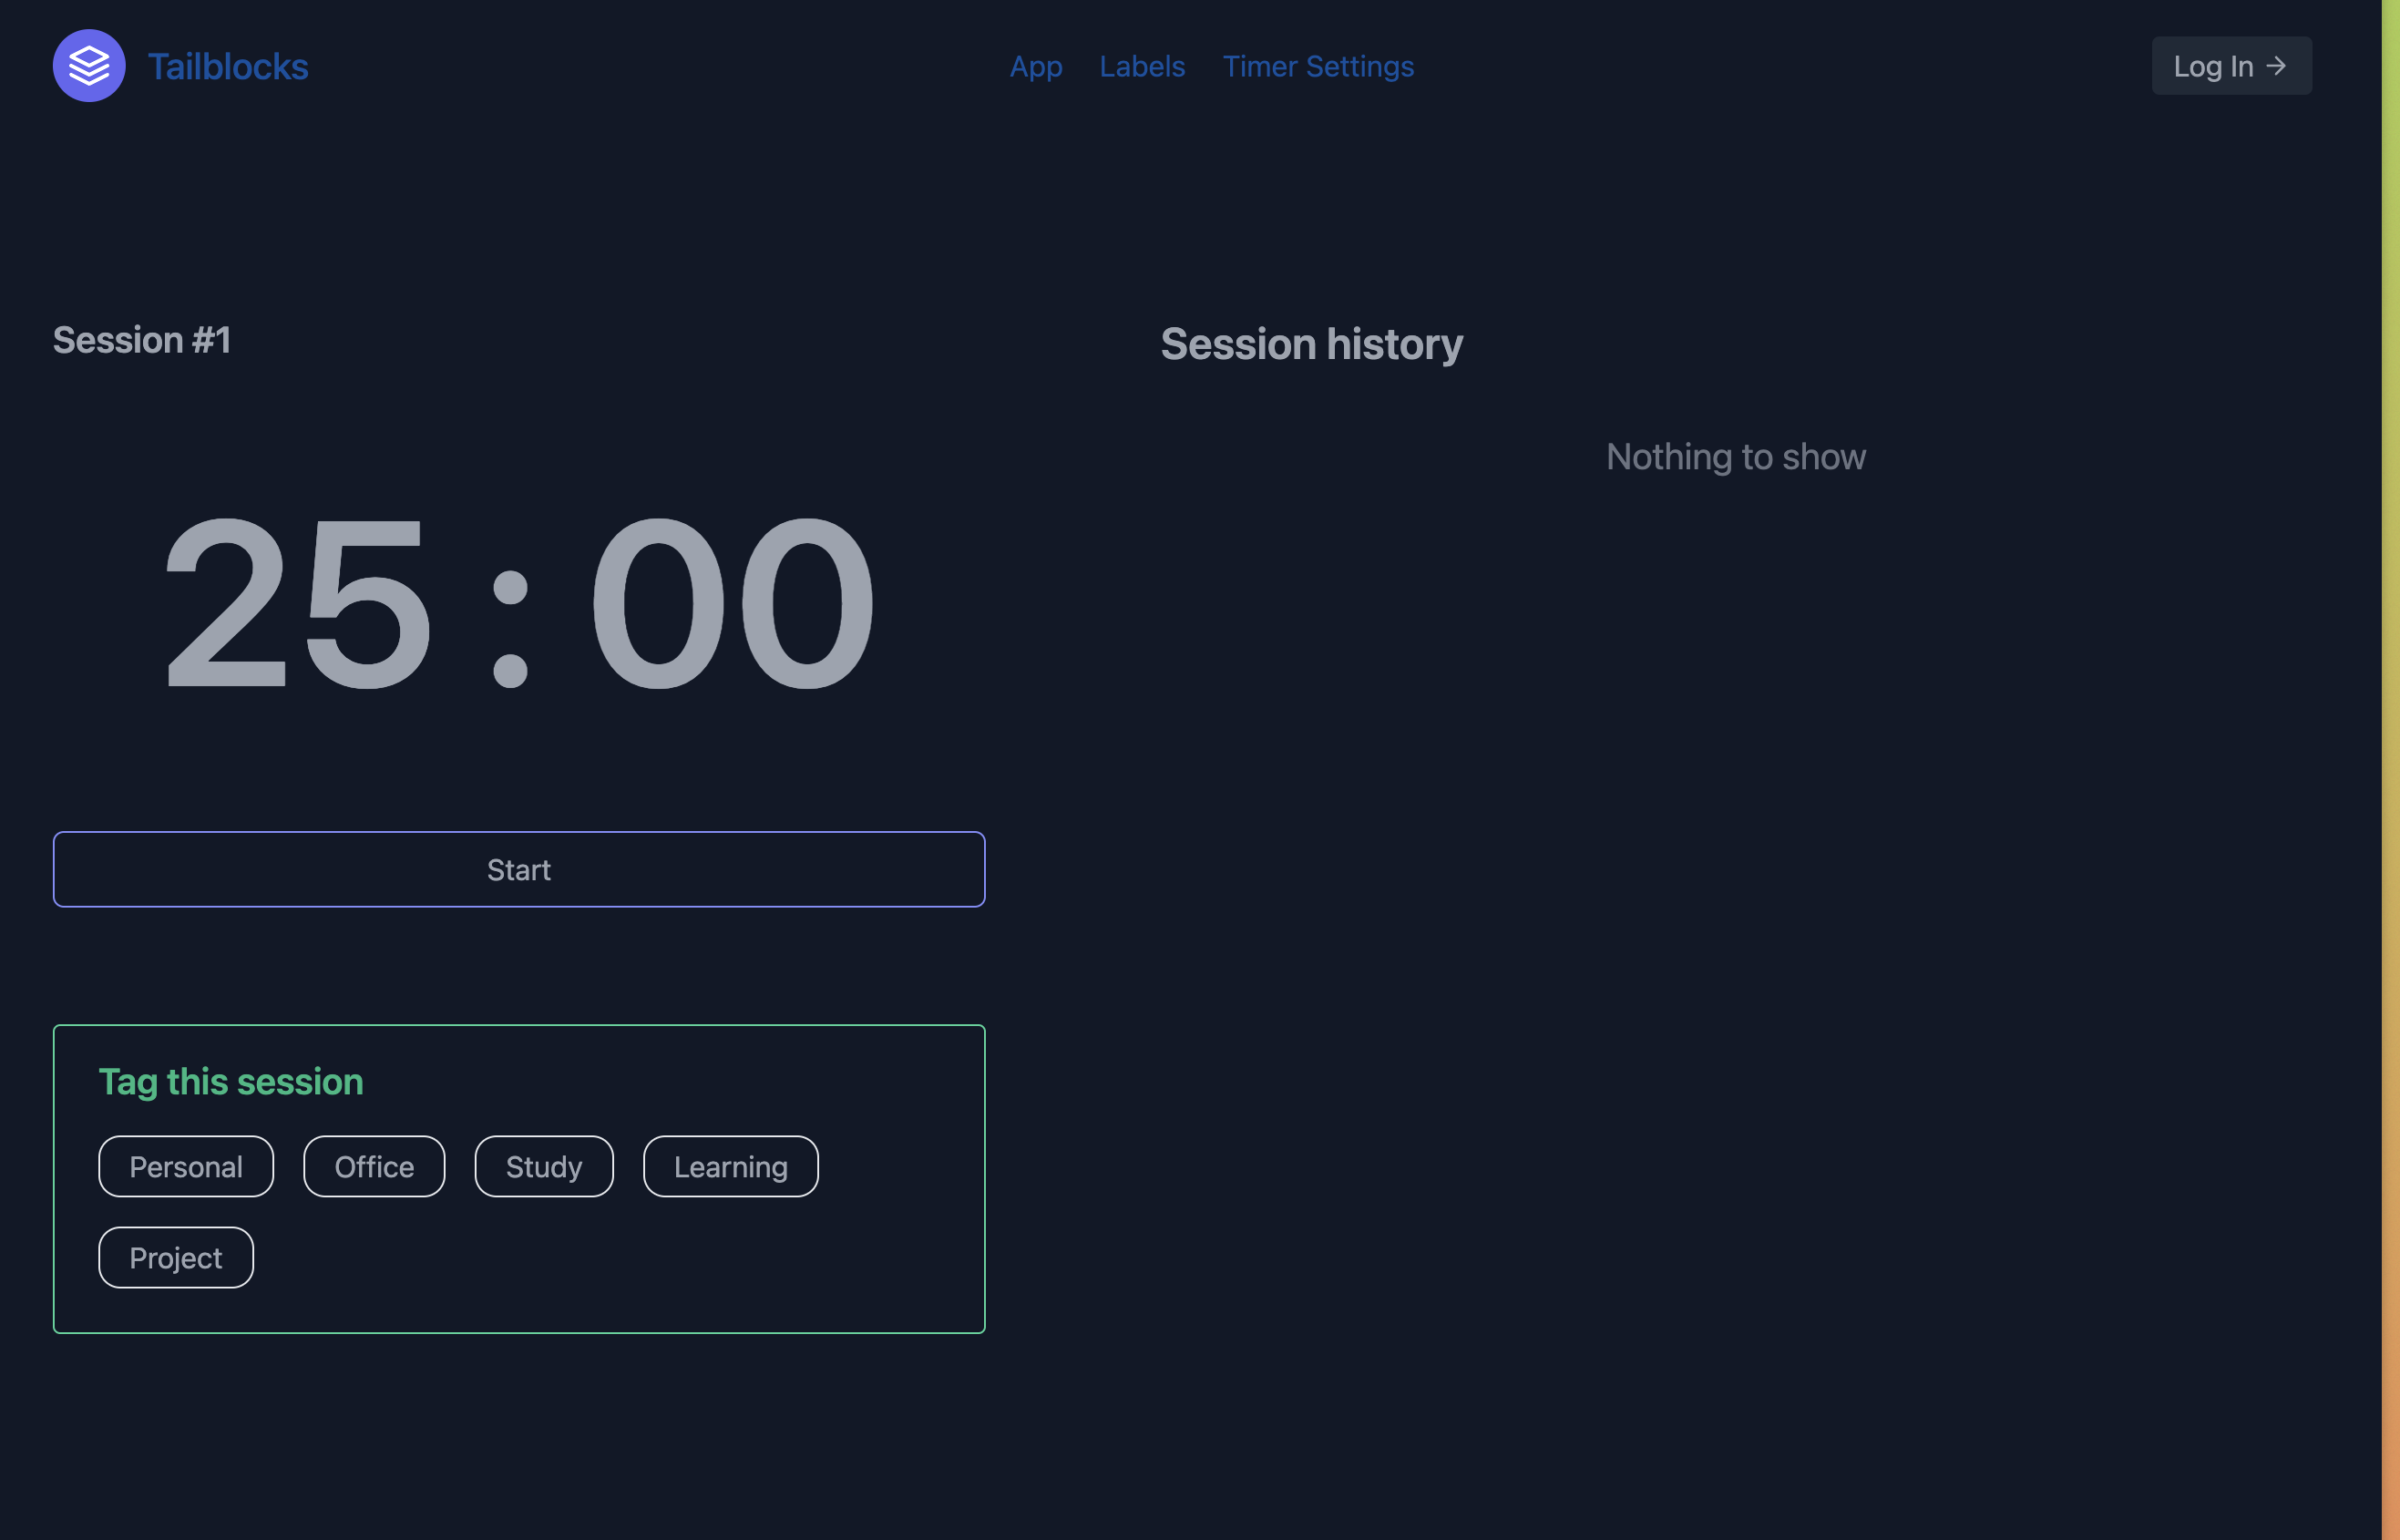 Tailblocks
App Labels Timer Settings
Log In →
Session #1
25:00
Start
Tag this session
Personal Office Study Learning
Project
Session history
Nothing to show